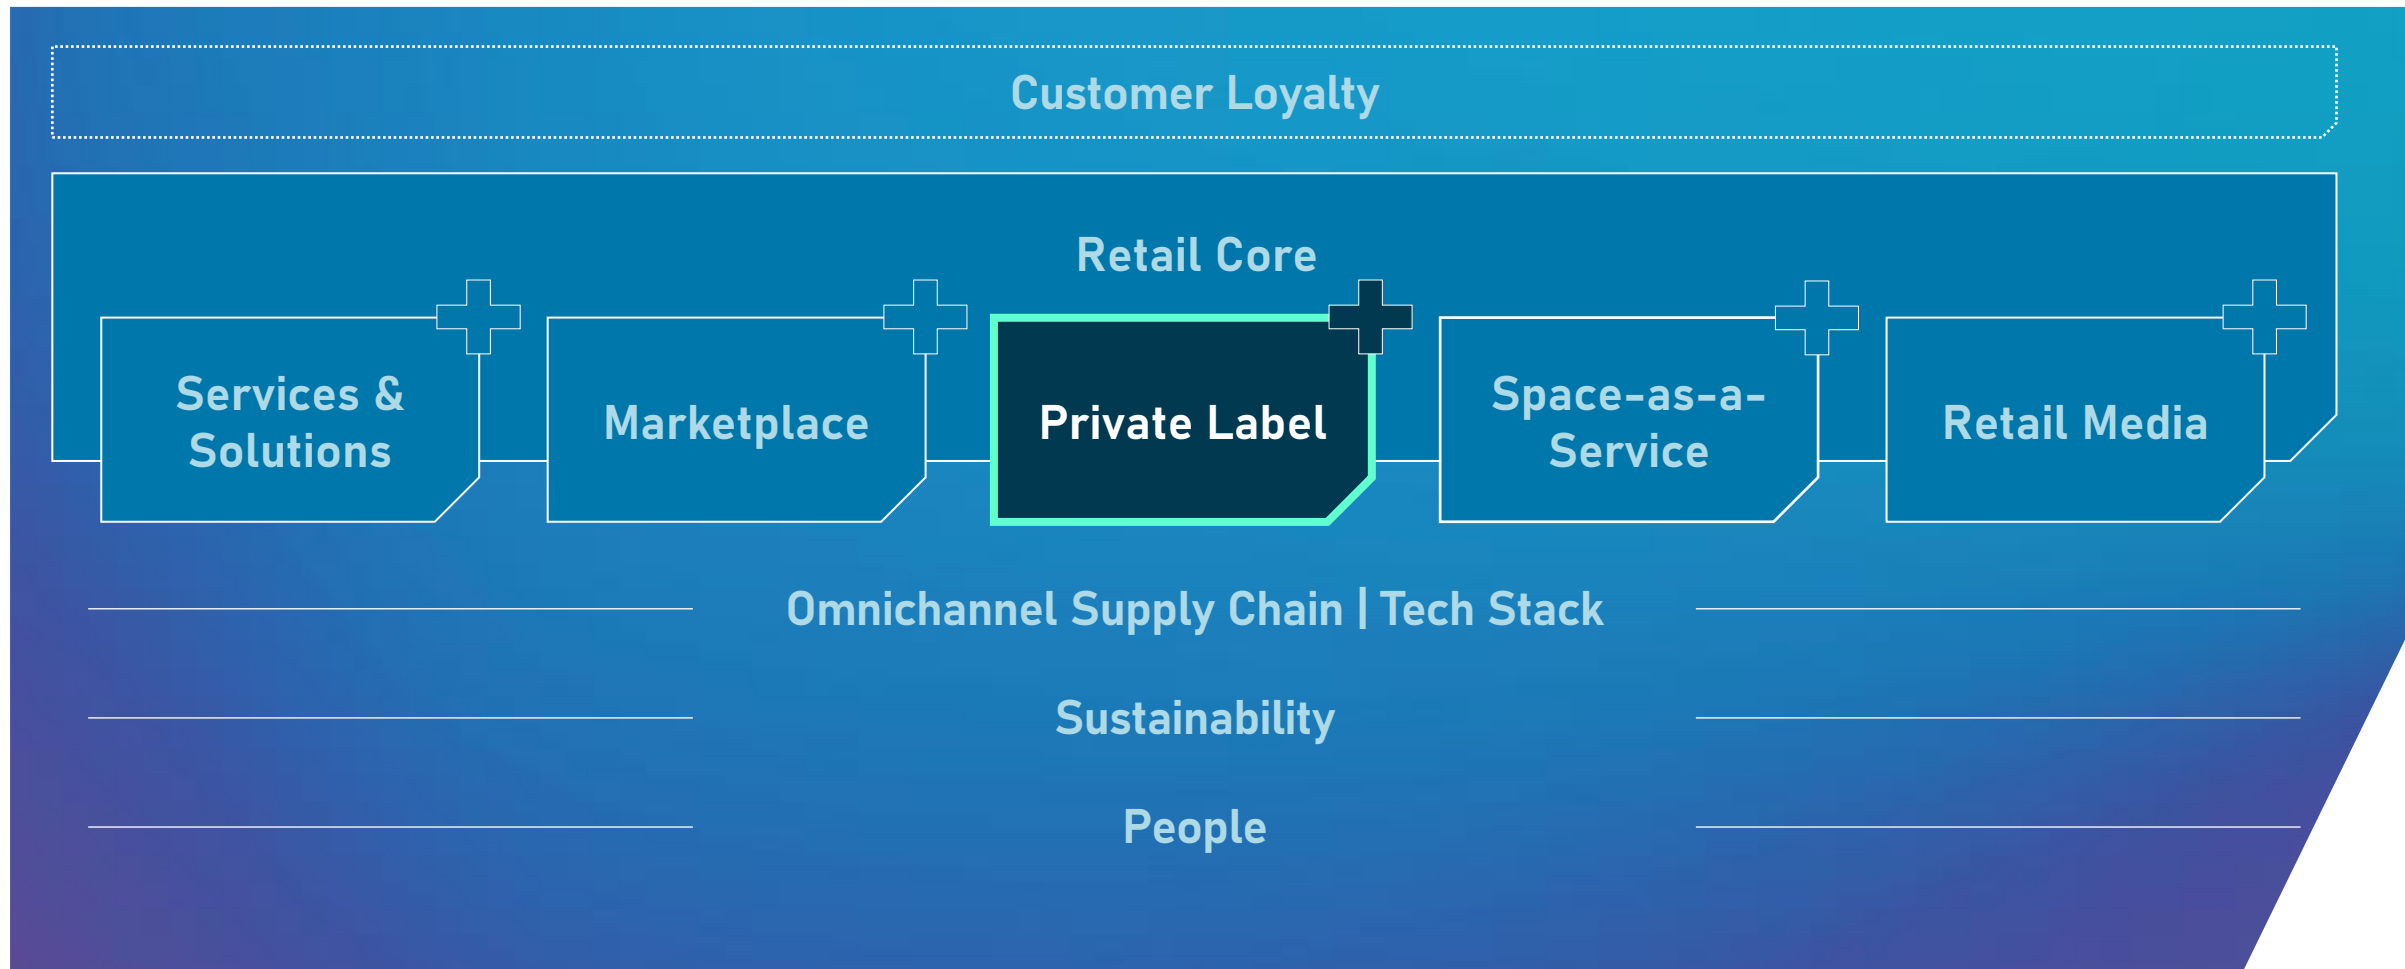 Customer Loyalty
Retail Core
Services &
Solutions
Marketplace
Private Label
Space-as-a-
Service
Retail Media
Omnichannel Supply Chain | Tech Stack
Sustainability
People